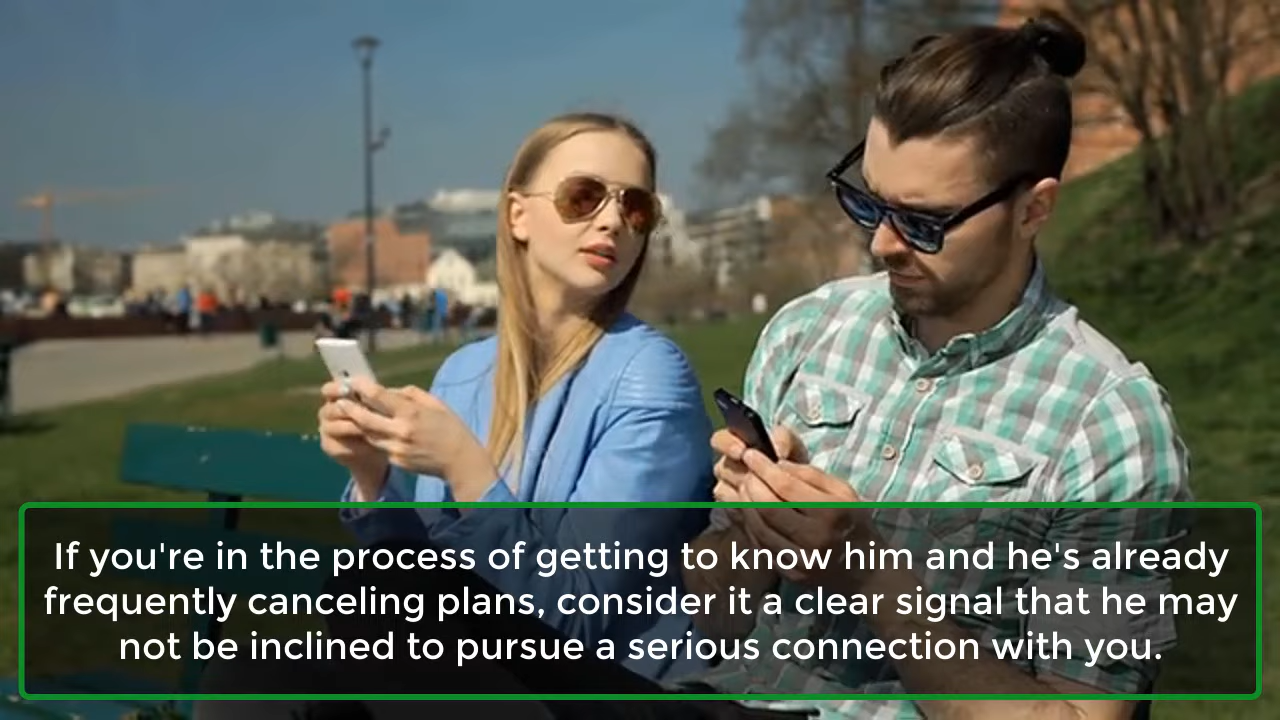 If you're in the process of getting to know him and he's already
frequently canceling plans, consider it a clear signal that he may
not be inclined to pursue a serious connection with you.